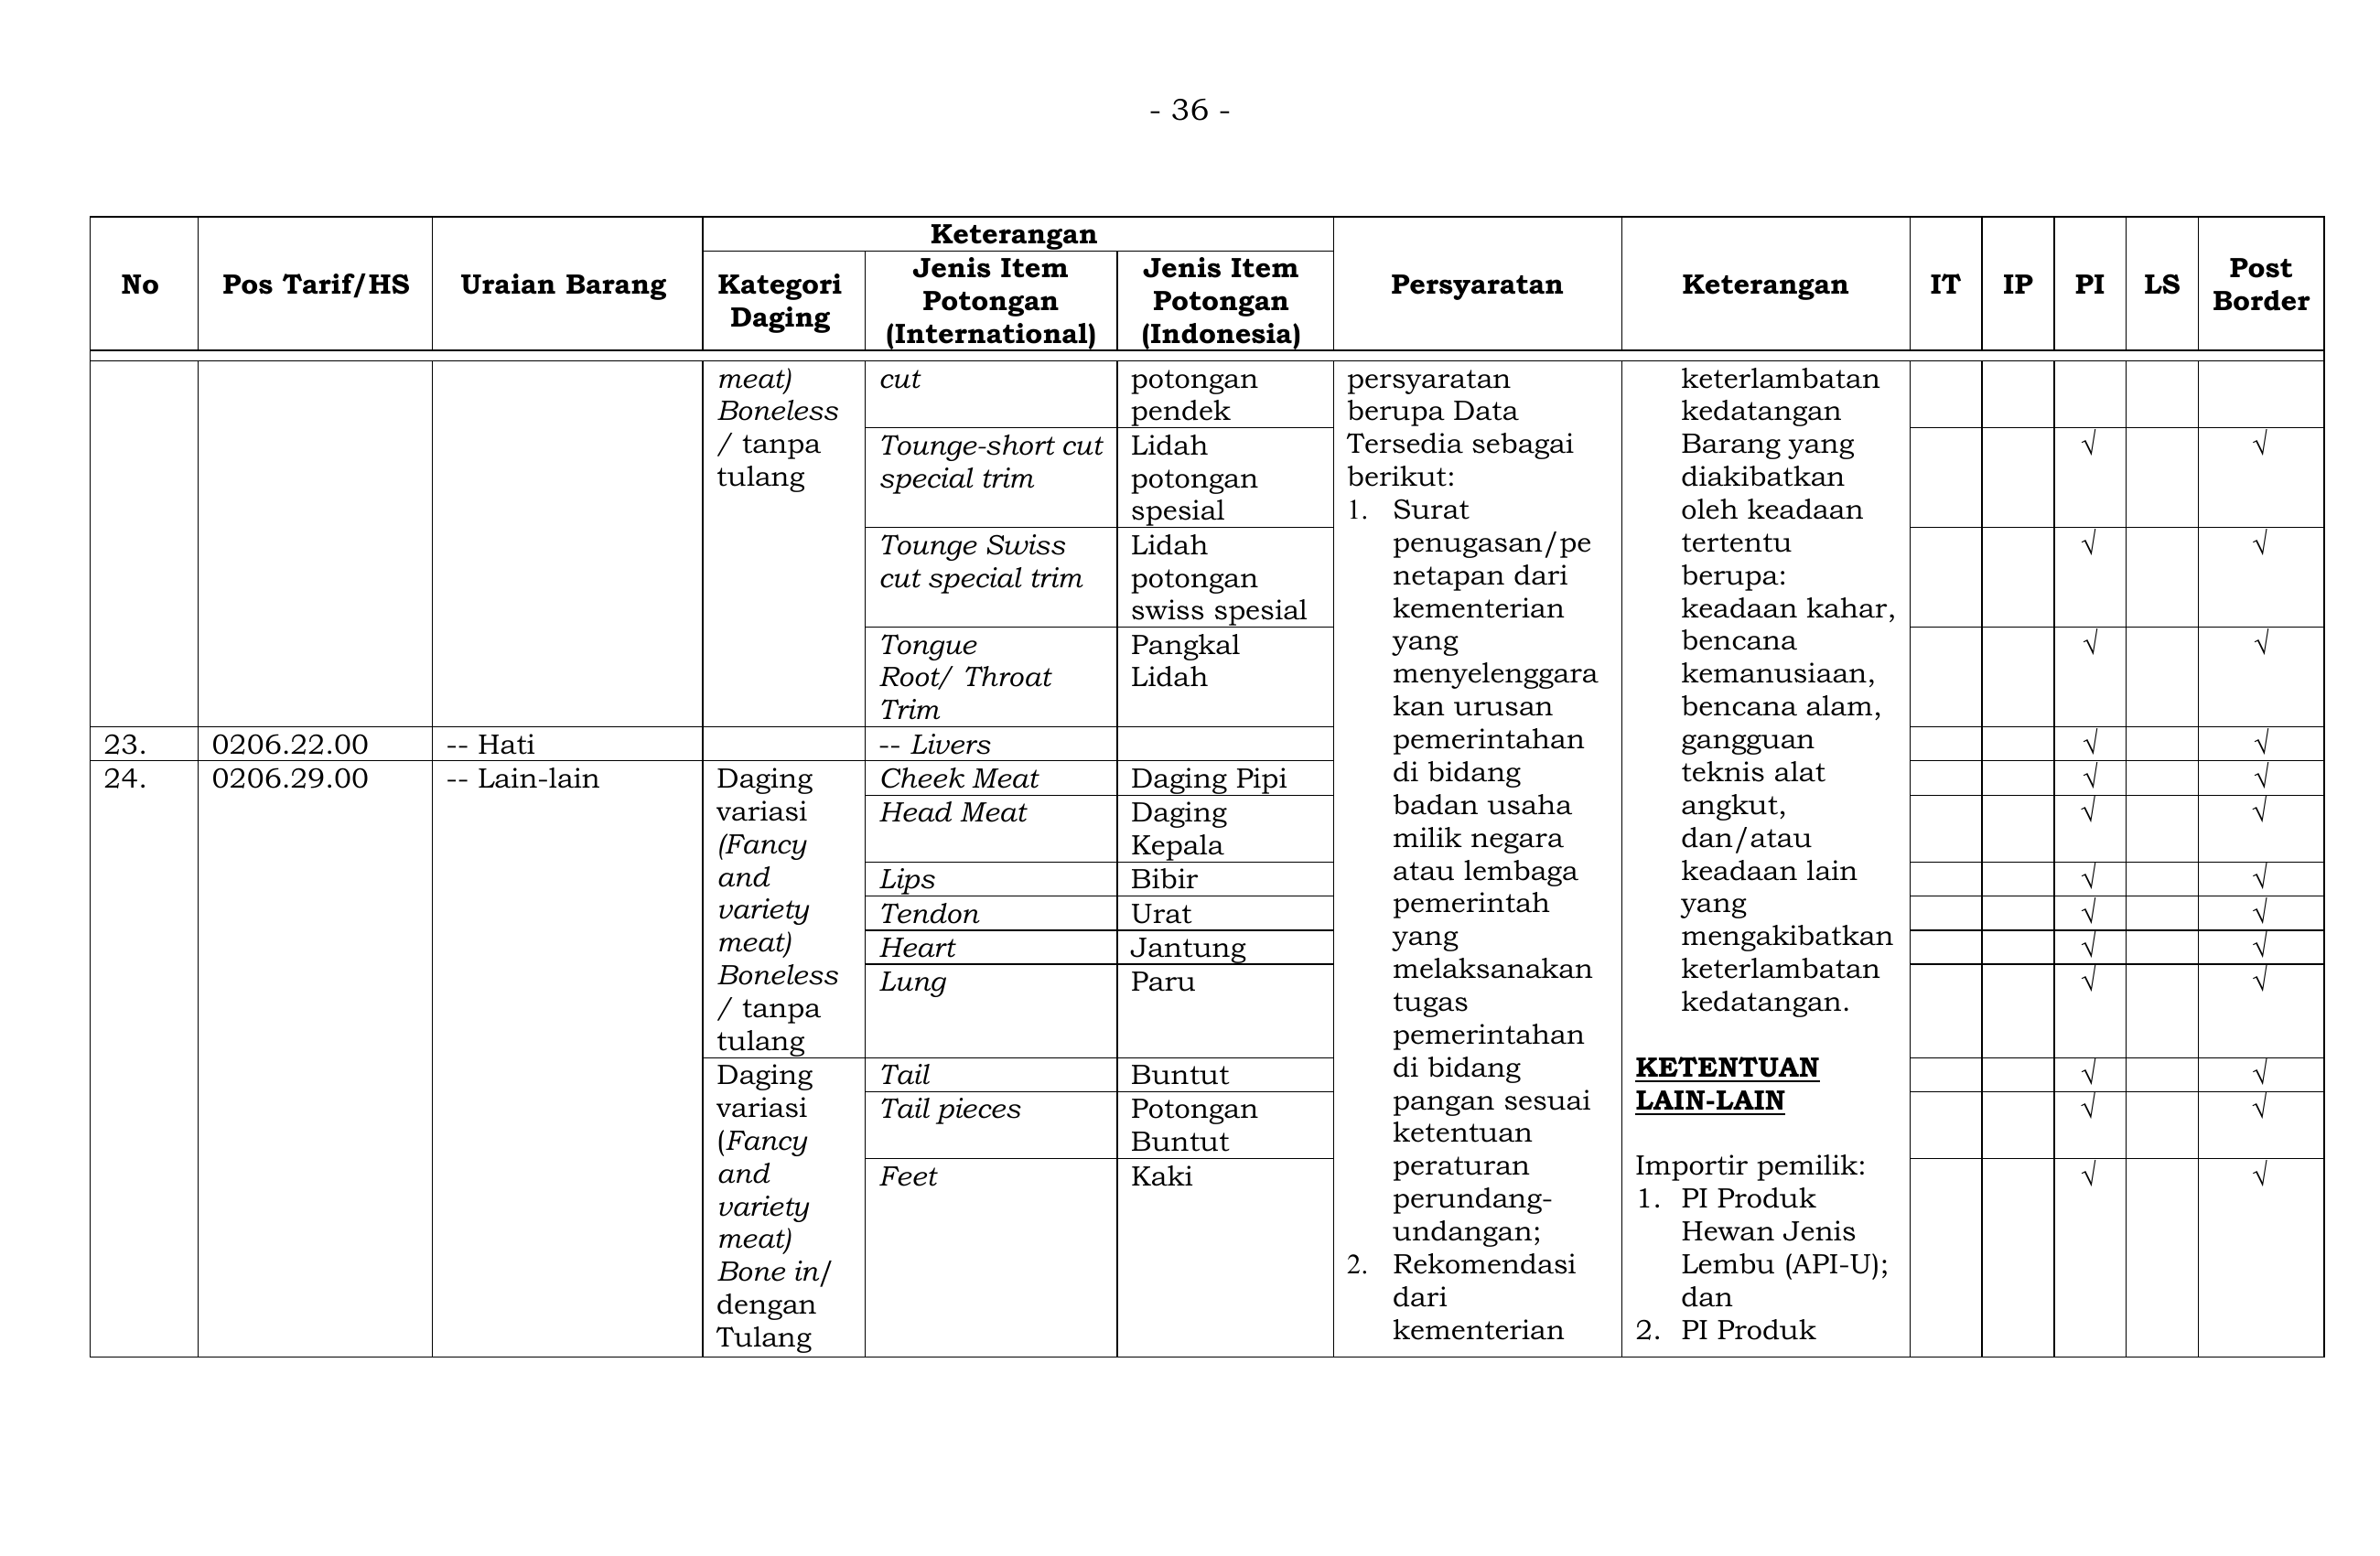 - 36 -
No
Pos Tarif/HS
Uraian Barang
Keterangan
Kategori
Daging
Jenis Item
Potongan
(International)
Jenis Item
Potongan
(Indonesia)
Persyaratan
Keterangan
IT
IP
PI
LS
Post
Border
meat)
Boneless
/ tanpa
tulang
cut
potongan
pendek
Tounge-short cut
special trim
Lidah
potongan
spesial
√
√
Tounge Swiss
cut special trim
Lidah
potongan
swiss spesial
√
√
Tongue
Root/ Throat
Trim
Pangkal
Lidah
√
√
23.
0206.22.00
-- Hati
-- Livers
√
√
24.
0206.29.00
-- Lain-lain
Daging
variasi
(Fancy
and
variety
meat)
Boneless
/ tanpa
tulang
Cheek Meat
Daging Pipi
√
√
Head Meat
Daging
Kepala
√
√
Lips
Bibir
√
√
Tendon
Urat
√
√
Heart
Jantung
√
√
Lung
Paru
√
√
Daging
variasi
(Fancy
and
variety
meat)
Bone in/
dengan
Tulang
Tail
Buntut
√
√
Tail pieces
Potongan
Buntut
√
√
Feet
Kaki
√
√
persyaratan
berupa Data
Tersedia sebagai
berikut:
1. Surat
penugasan/pe
netapan dari
kementerian
yang
menyelenggara
kan urusan
pemerintahan
di bidang
badan usaha
milik negara
atau lembaga
pemerintah
yang
melaksanakan
tugas
pemerintahan
di bidang
pangan sesuai
ketentuan
peraturan
perundang-
undangan;
2. Rekomendasi
dari
kementerian
keterlambatan
kedatangan
Barang yang
diakibatkan
oleh keadaan
tertentu
berupa:
keadaan kahar,
bencana
kemanusiaan,
bencana alam,
gangguan
teknis alat
angkut,
dan/atau
keadaan lain
yang
mengakibatkan
keterlambatan
kedatangan.
KETENTUAN
LAIN-LAIN
Importir pemilik:
1. PI Produk
Hewan Jenis
Lembu (API-U);
dan
2. PI Produk